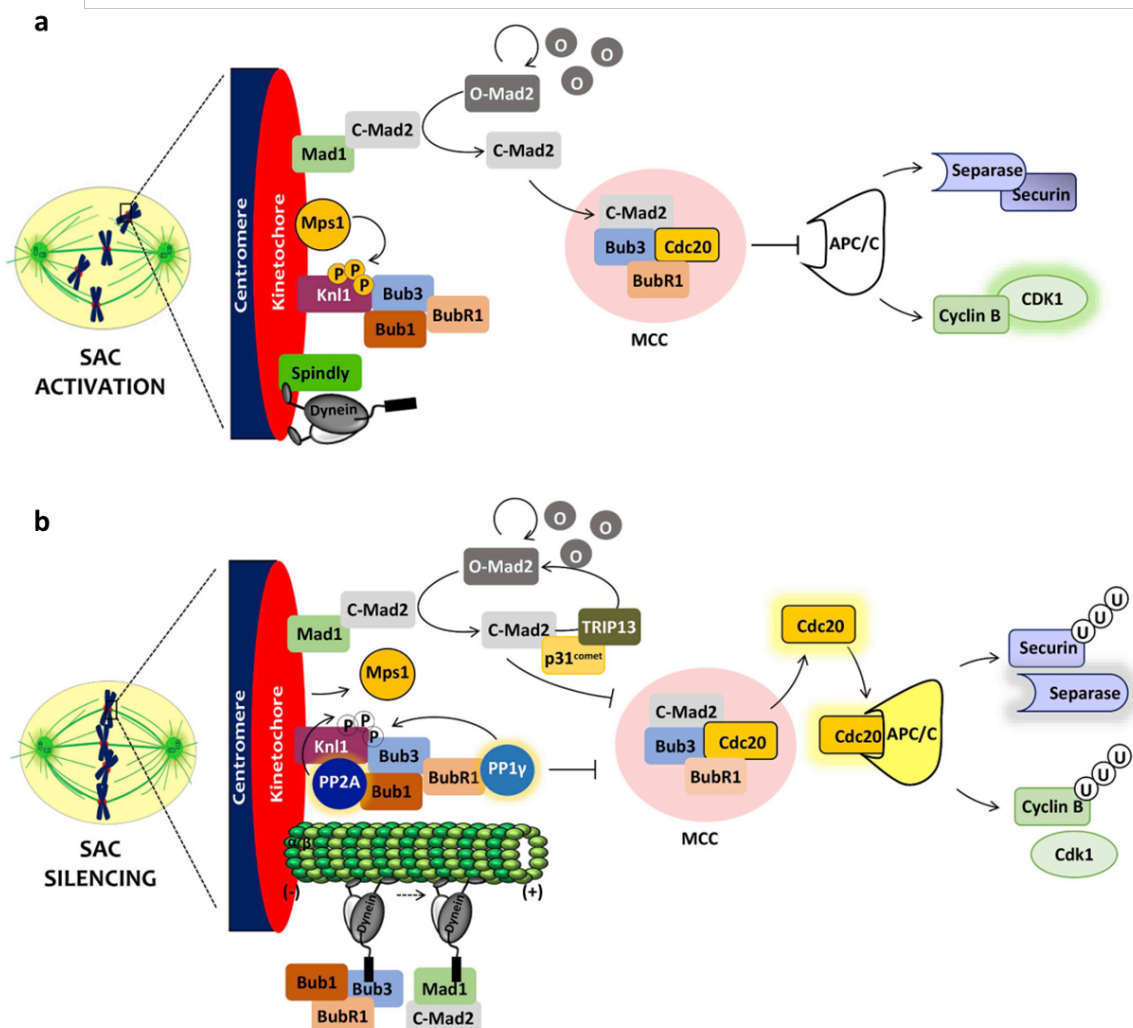 a
O
O
O
O-Mad2
C-Mad2
Mad1
C-Mad2
Separase
Securin
C-Mad2
Bub3
Cdc20
BubR1
MCC
APC/C
Centromere
Kinetochore
Mps1
P
P
P
Knl1
Bub3
Bub1
BubR1
Cyclin B
CDK1
SAC
ACTIVATION
Spindly
Dynein
b
O
O
O
O-Mad2
C-Mad2
Mad1
C-Mad2
TRIP13
p31comet
Cdc20
U
U
U
Securin
Separase
Centromere
Kinetochore
Mps1
P
P
P
Knl1
Bub3
PP2A
Bub1
BubR1
PP1γ
C-Mad2
Bub3
Cdc20
BubR1
MCC
Cdc20
APC/C
U
U
U
Cyclin B
Cdk1
SAC
SILENCING
α/β
(-)
(+)
Dynein
Dynein
Bub1
Bub3
BubR1
Mad1
C-Mad2